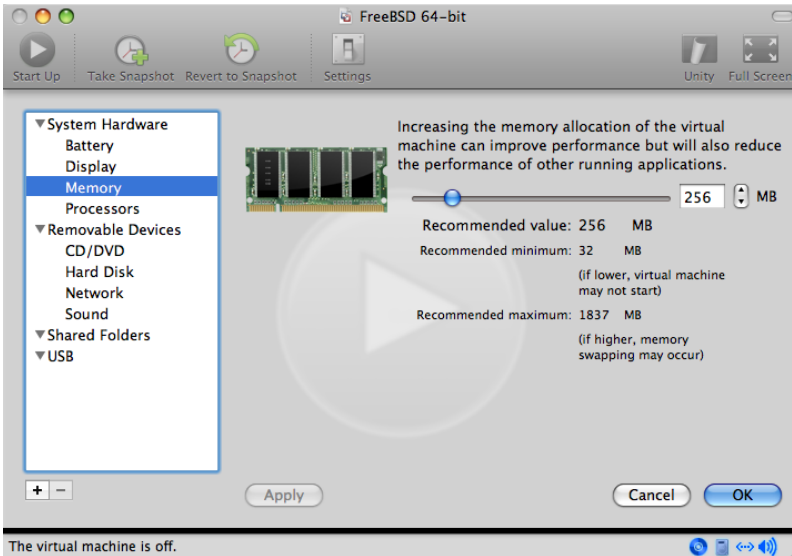 FreeBSD 64-bit
Start Up
Take Snapshot
Revert to Snapshot
Settings
Unity
Full Screen
System Hardware
Battery
Display
Memory
Processors
Removable Devices
CD/DVD
Hard Disk
Network
Sound
Shared Folders
USB
Increasing the memory allocation of the virtual
machine can improve performance but will also reduce
the performance of other running applications.
256 MB
Recommended value: 256 MB
Recommended minimum: 32 MB
(if lower, virtual machine
may not start)
Recommended maximum: 1837 MB
(if higher, memory
swapping may occur)
+ −
Apply
Cancel
OK
The virtual machine is off.